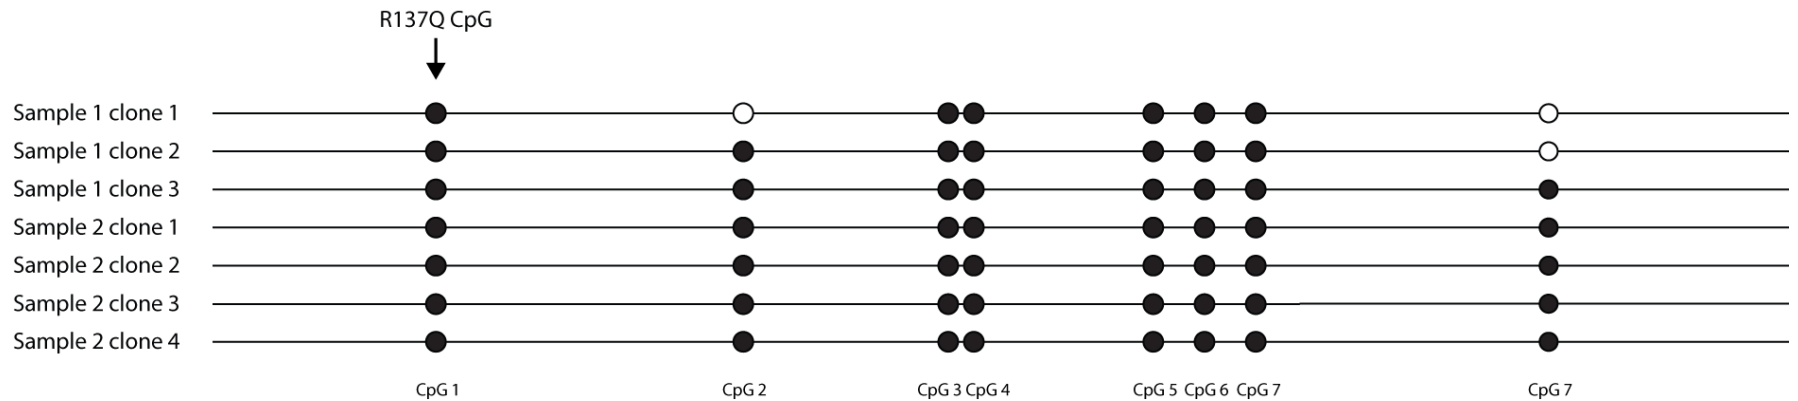 R137Q CpG
Sample 1 clone 1
Sample 1 clone 2
Sample 1 clone 3
Sample 2 clone 1
Sample 2 clone 2
Sample 2 clone 3
Sample 2 clone 4
CpG 1 CpG 2 CpG 3 CpG 4 CpG 5 CpG 6 CpG 7 CpG 7